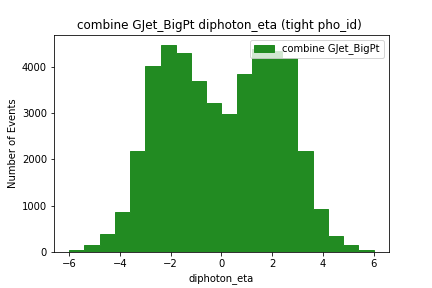 combine GJet_BigPt diphoton_eta (tight pho_id)
combine GJet_BigPt
Number of Events
4000
3000
2000
1000
0
−6 −4 −2 0 2 4 6
diphoton_eta